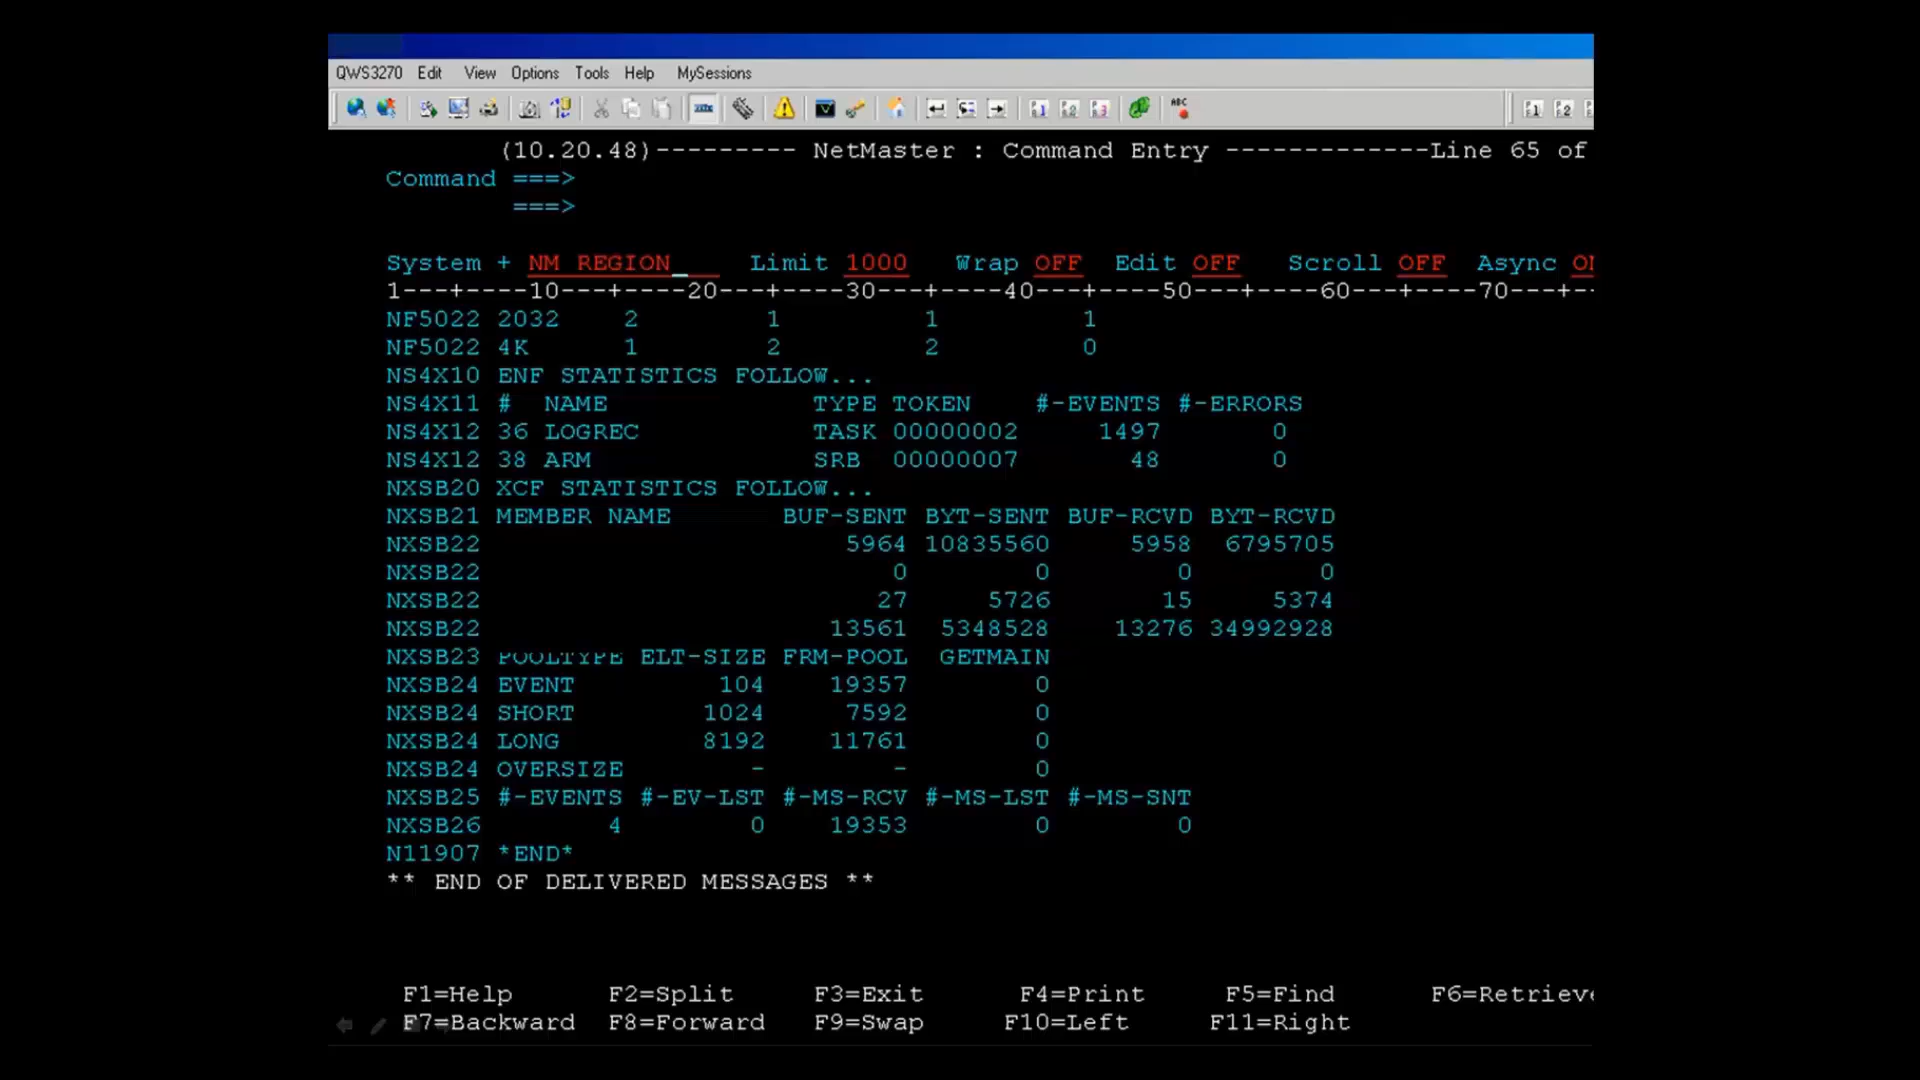 QWS3270 Edit View Options Tools Help MySessions
ABC
(10.20.48)--------- NetMaster : Command Entry -------------Line 65 of
Command ===>
===>
System + NM REGION_ Limit 1000 Wrap OFF Edit OFF Scroll OFF Async
1---+----10---+----20---+----30---+----40---+----50---+----60---+----70---+--
NF5022 2032 2 1 1 1
NF5022 4K 1 2 2 0
NS4X10 ENF STATISTICS FOLLOW...
NS4X11 # NAME TYPE TOKEN #-EVENTS #-ERRORS
NS4X12 36 LOGREC TASK 00000002 1497 0
NS4X12 38 ARM SRB 00000007 48 0
NXSB20 XCF STATISTICS FOLLOW...
NXSB21 MEMBER NAME BUF-SENT BYT-SENT BUF-RCVD BYT-RCVD
NXSB22 5964 10835560 5958 6795705
NXSB22 0 0 0 0
NXSB22 27 5726 15 5374
NXSB22 13561 5348528 13276 34992928
NXSB23 POOLTYPE ELT-SIZE FRM-POOL GETMAIN
NXSB24 EVENT 104 19357 0
NXSB24 SHORT 1024 7592 0
NXSB24 LONG 8192 11761 0
NXSB24 OVERSIZE - - 0
NXSB25 #-EVENTS #-EV-LST #-MS-RCV #-MS-LST #-MS-SNT
NXSB26 4 0 19353 0 0
N11907 *END*
** END OF DELIVERED MESSAGES **
F1=Help F2=Split F3=Exit F4=Print F5=Find F6=Retrieve
F7=Backward F8=Forward F9=Swap F10=Left F11=Right